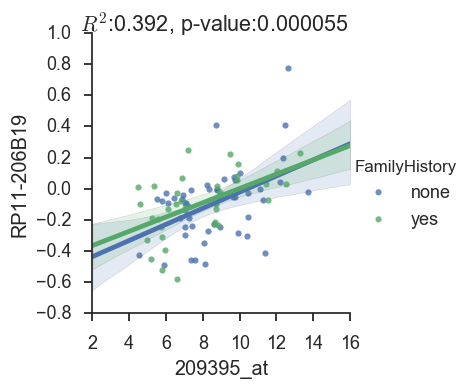 R²:0.392, p-value:0.000055
1.0
0.8
0.6
0.4
0.2
0.0
−0.2
−0.4
−0.6
−0.8
RP11-206B19
FamilyHistory
none
yes
2 4 6 8 10 12 14 16
209395_at